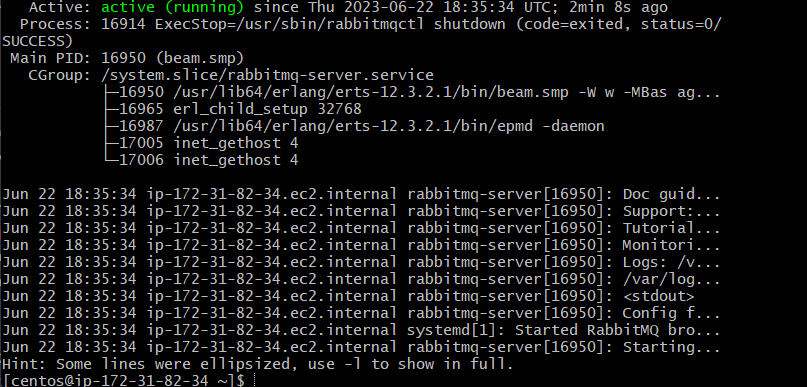 Active: active (running) since Thu 2023-06-22 18:35:34 UTC; 2min 8s ago
Process: 16914 ExecStop=/usr/sbin/rabbitmqctl shutdown (code=exited, status=0/
SUCCESS)
Main PID: 16950 (beam.smp)
CGroup: /system.slice/rabbitmq-server.service
├─16950 /usr/lib64/erlang/erts-12.3.2.1/bin/beam.smp -W w -MBas ag...
├─16965 erl_child_setup 32768
├─16987 /usr/lib64/erlang/erts-12.3.2.1/bin/epmd -daemon
├─17005 inet_gethost 4
└─17006 inet_gethost 4
Jun 22 18:35:34 ip-172-31-82-34.ec2.internal rabbitmq-server[16950]: Doc guid...
Jun 22 18:35:34 ip-172-31-82-34.ec2.internal rabbitmq-server[16950]: Support:...
Jun 22 18:35:34 ip-172-31-82-34.ec2.internal rabbitmq-server[16950]: Tutorial...
Jun 22 18:35:34 ip-172-31-82-34.ec2.internal rabbitmq-server[16950]: Monitori...
Jun 22 18:35:34 ip-172-31-82-34.ec2.internal rabbitmq-server[16950]: Logs: /v...
Jun 22 18:35:34 ip-172-31-82-34.ec2.internal rabbitmq-server[16950]: /var/log...
Jun 22 18:35:34 ip-172-31-82-34.ec2.internal rabbitmq-server[16950]: <stdout>
Jun 22 18:35:34 ip-172-31-82-34.ec2.internal rabbitmq-server[16950]: Config f...
Jun 22 18:35:34 ip-172-31-82-34.ec2.internal systemd[1]: Started RabbitMQ bro...
Jun 22 18:35:34 ip-172-31-82-34.ec2.internal rabbitmq-server[16950]: Starting...
Hint: Some lines were ellipsized, use -l to show in full.
[centos@ip-172-31-82-34 ~]$